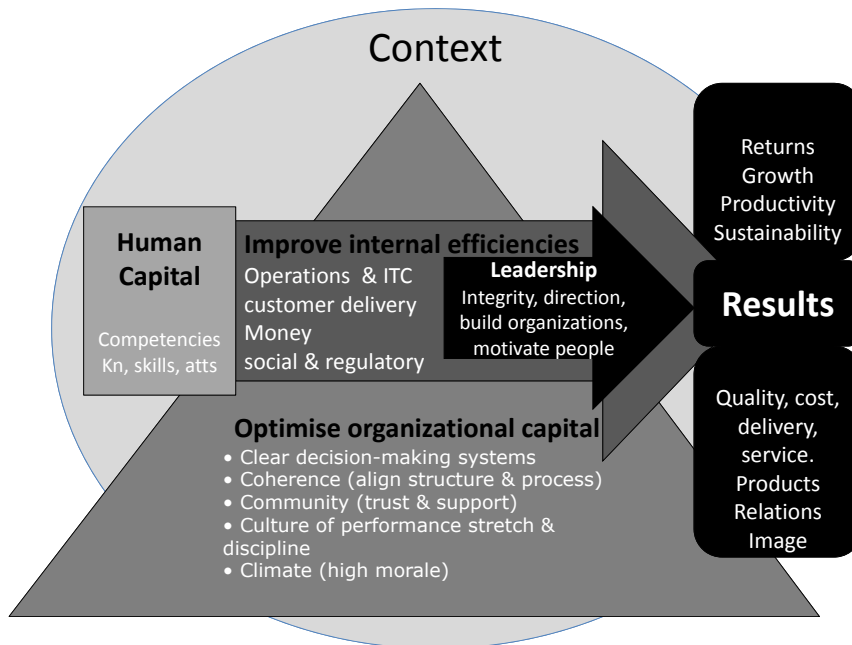 Context
Human
Capital
Competencies
Kn, skills, atts
Improve internal efficiencies
Operations  & ITC
customer delivery
Money
social & regulatory
Leadership
Integrity, direction,
build organizations,
motivate people
Optimise organizational capital
• Clear decision-making systems
• Coherence (align structure & process)
• Community (trust & support)
• Culture of performance stretch &
discipline
• Climate (high morale)
Returns
Growth
Productivity
Sustainability
Results
Quality, cost,
delivery,
service.
Products
Relations
Image